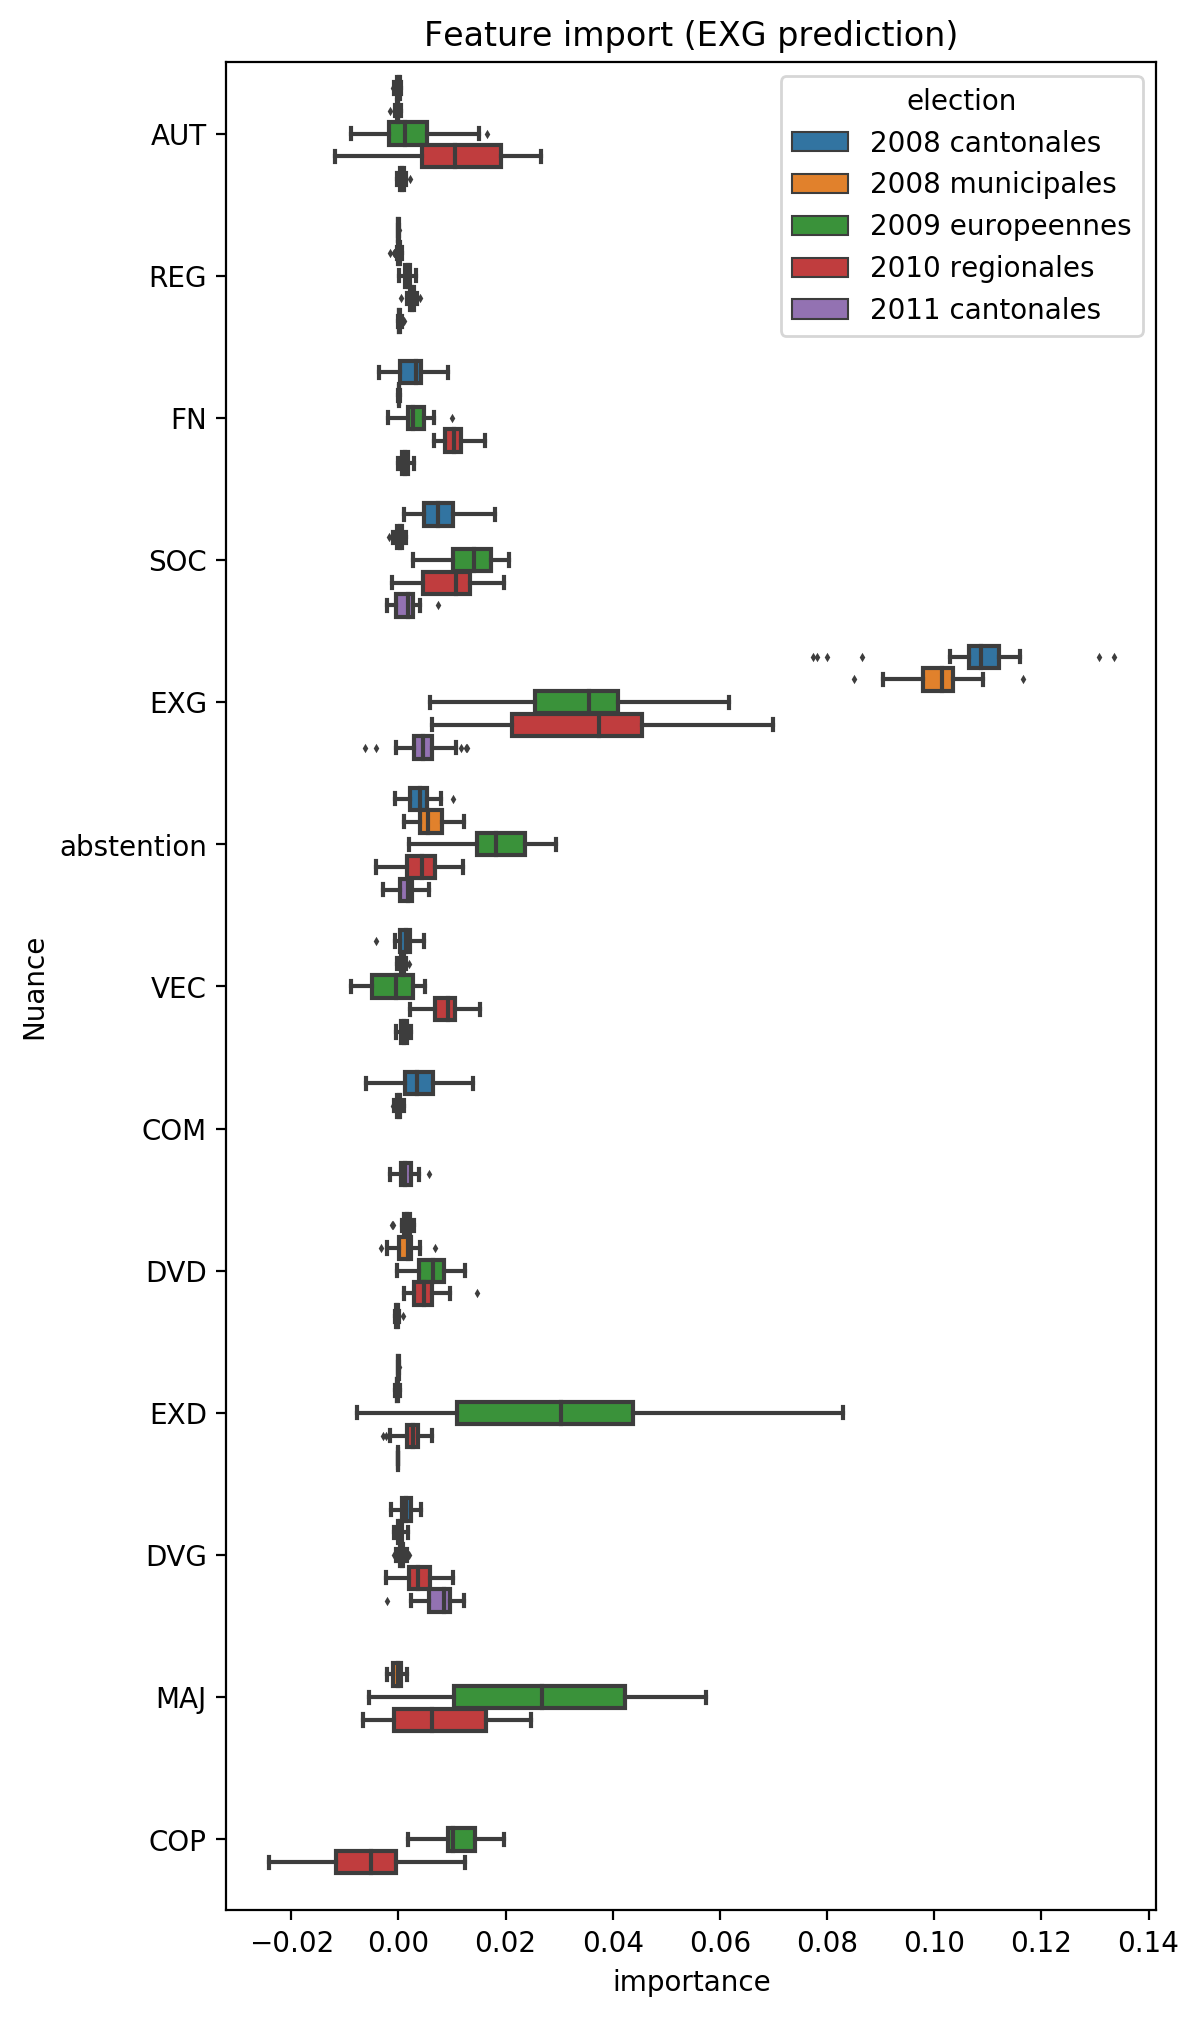 Feature import (EXG prediction)
election
2008 cantonales
2008 municipales
2009 europeennes
2010 regionales
2011 cantonales
AUT
REG
FN
SOC
EXG
abstention
VEC
COM
DVD
EXD
DVG
MAJ
COP
Nuance
−0.02 0.00 0.02 0.04 0.06 0.08 0.10 0.12 0.14
importance